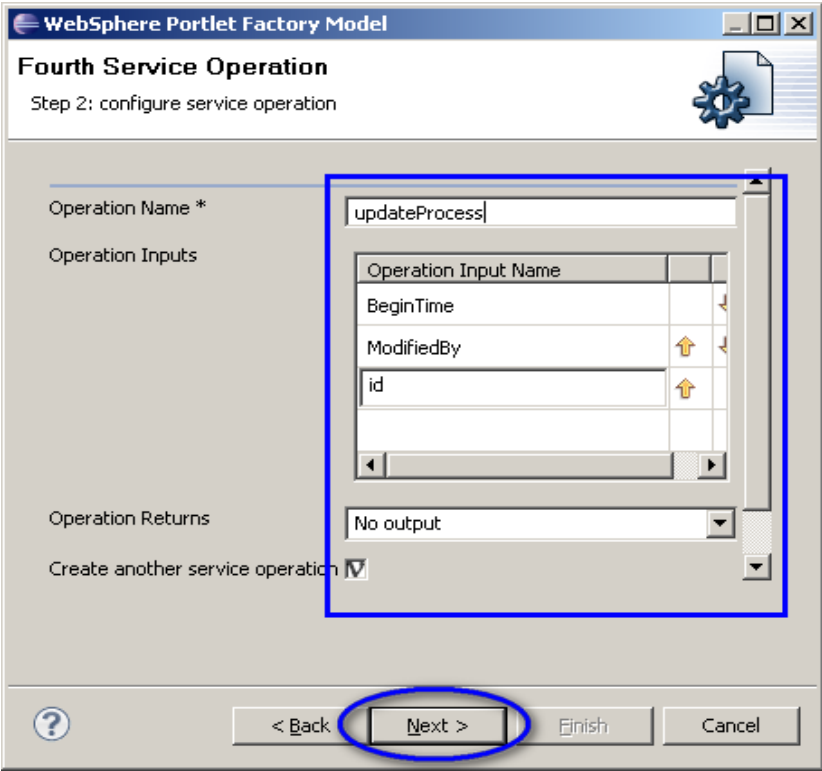 WebSphere Portlet Factory Model
Fourth Service Operation
Step 2: configure service operation
Operation Name *
updateProcess
Operation Inputs
Operation Input Name
BeginTime
ModifiedBy
id
Operation Returns
No output
Create another service operation
?
< Back
Next >
Finish
Cancel